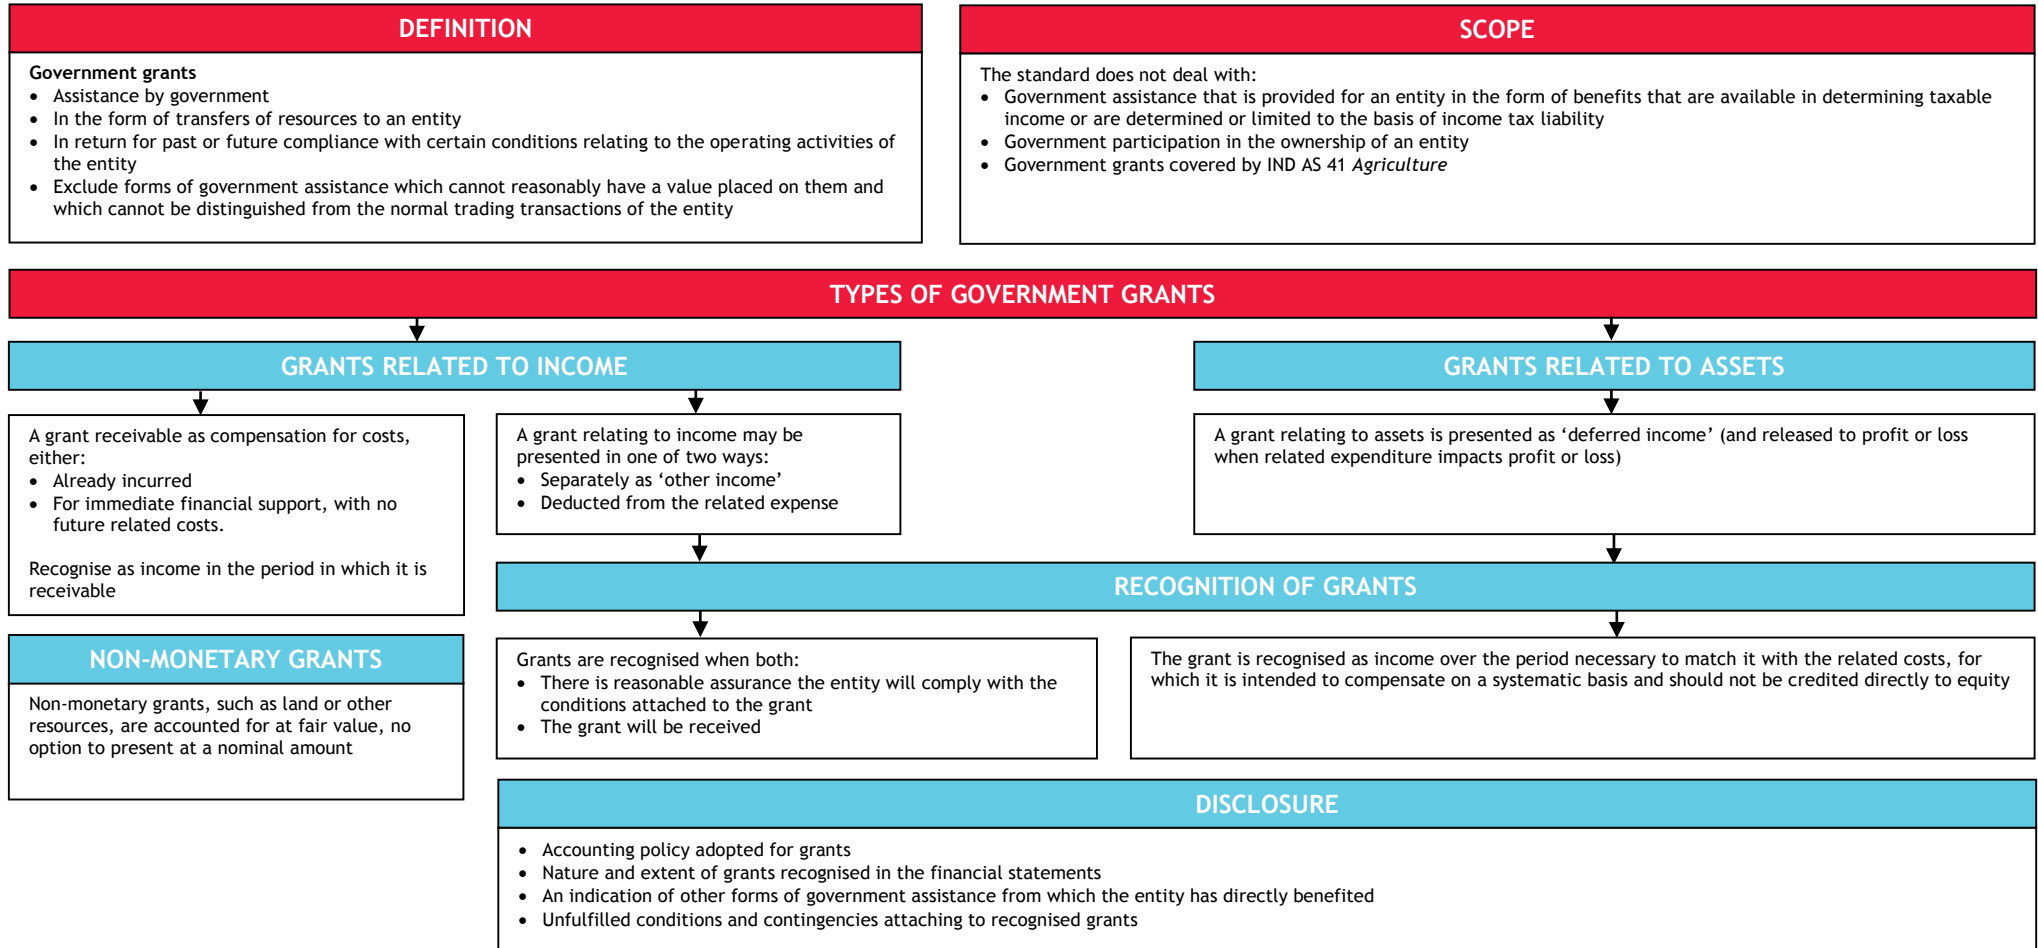 DEFINITION
Government grants
• Assistance by government
• In the form of transfers of resources to an entity
• In return for past or future compliance with certain conditions relating to the operating activities of
the entity
• Exclude forms of government assistance which cannot reasonably have a value placed on them and
which cannot be distinguished from the normal trading transactions of the entity
SCOPE
The standard does not deal with:
• Government assistance that is provided for an entity in the form of benefits that are available in determining taxable
income or are determined or limited to the basis of income tax liability
• Government participation in the ownership of an entity
• Government grants covered by IND AS 41 Agriculture
TYPES OF GOVERNMENT GRANTS
GRANTS RELATED TO INCOME
A grant receivable as compensation for costs,
either:
• Already incurred
• For immediate financial support, with no
future related costs.
Recognise as income in the period in which it is
receivable
A grant relating to income may be
presented in one of two ways:
• Separately as ‘other income’
• Deducted from the related expense
GRANTS RELATED TO ASSETS
A grant relating to assets is presented as ‘deferred income’ (and released to profit or loss
when related expenditure impacts profit or loss)
NON-MONETARY GRANTS
Non-monetary grants, such as land or other
resources, are accounted for at fair value, no
option to present at a nominal amount
RECOGNITION OF GRANTS
Grants are recognised when both:
• There is reasonable assurance the entity will comply with the
conditions attached to the grant
• The grant will be received
The grant is recognised as income over the period necessary to match it with the related costs, for
which it is intended to compensate on a systematic basis and should not be credited directly to equity
DISCLOSURE
• Accounting policy adopted for grants
• Nature and extent of grants recognised in the financial statements
• An indication of other forms of government assistance from which the entity has directly benefited
• Unfulfilled conditions and contingencies attaching to recognised grants